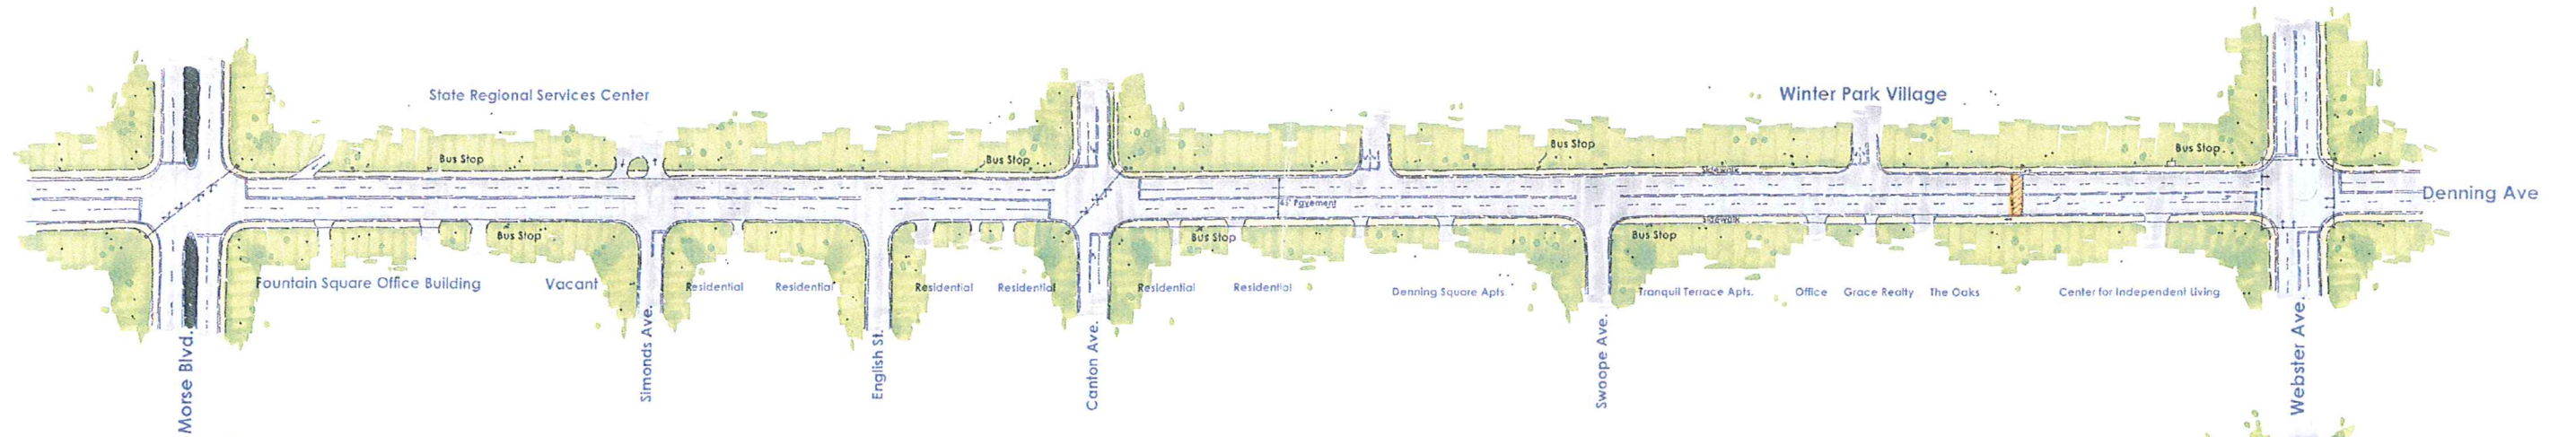 State Regional Services Center
Winter Park Village
Bus Stop
Bus Stop
Bus Stop
Bus Stop
Sidewalk
Denning Ave
Pavement
Sidewalk
Bus Stop
Bus Stop
Bus Stop
Fountain Square Office Building
Vacant
Residential
Residential
Residential
Residential
Residential
Residential
Denning Square Apts.
Tranquil Terrace Apts.
Office
Grace Realty
The Oaks
Center for Independent Living
Morse Blvd.
Simonds Ave.
English St.
Canton Ave.
Swoope Ave.
Webster Ave.